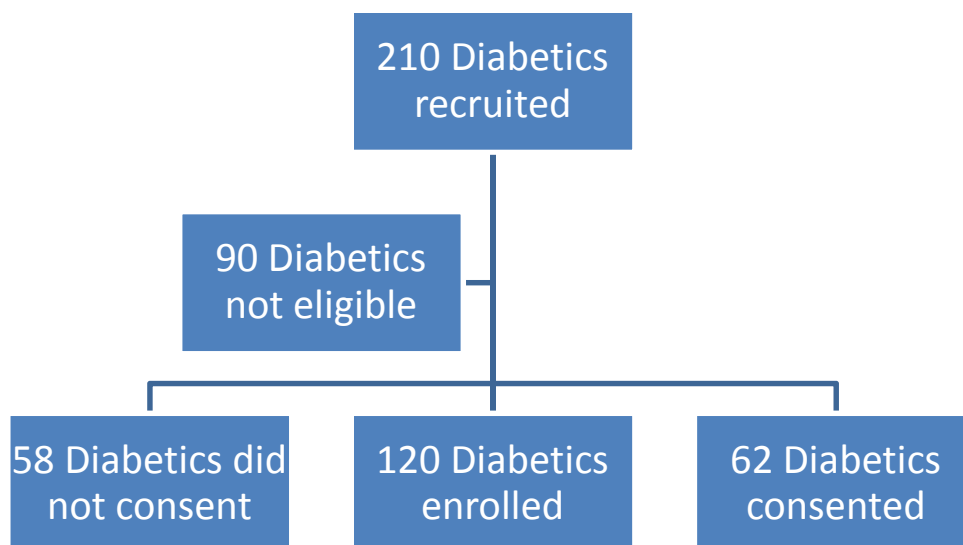 210 Diabetics
recruited
90 Diabetics
not eligible
58 Diabetics did
not consent
120 Diabetics
enrolled
62 Diabetics
consented